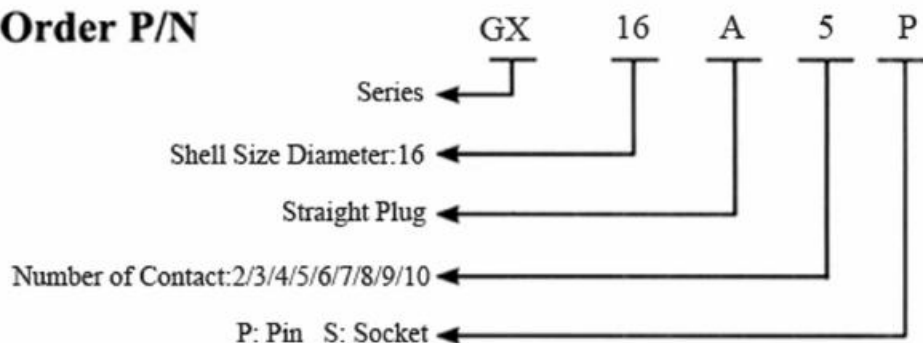 Order P/N GX 16 A 5 P
Series
Shell Size Diameter:16
Straight Plug
Number of Contact:2/3/4/5/6/7/8/9/10
P: Pin S: Socket